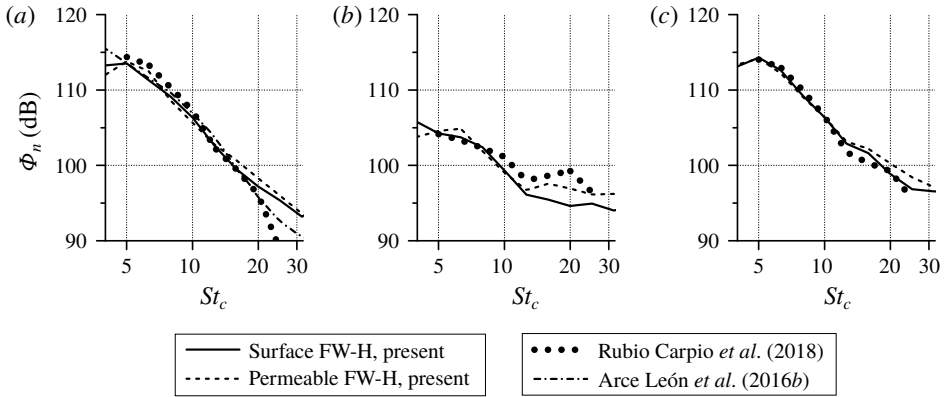 (a)
120
110
100
90
Φn (dB)
5 10 20 30
Stc
(b)
120
110
100
90
5 10 20 30
Stc
(c)
120
110
100
90
5 10 20 30
Stc
Surface FW-H, present
Permeable FW-H, present
Rubio Carpio et al. (2018)
Arce León et al. (2016b)